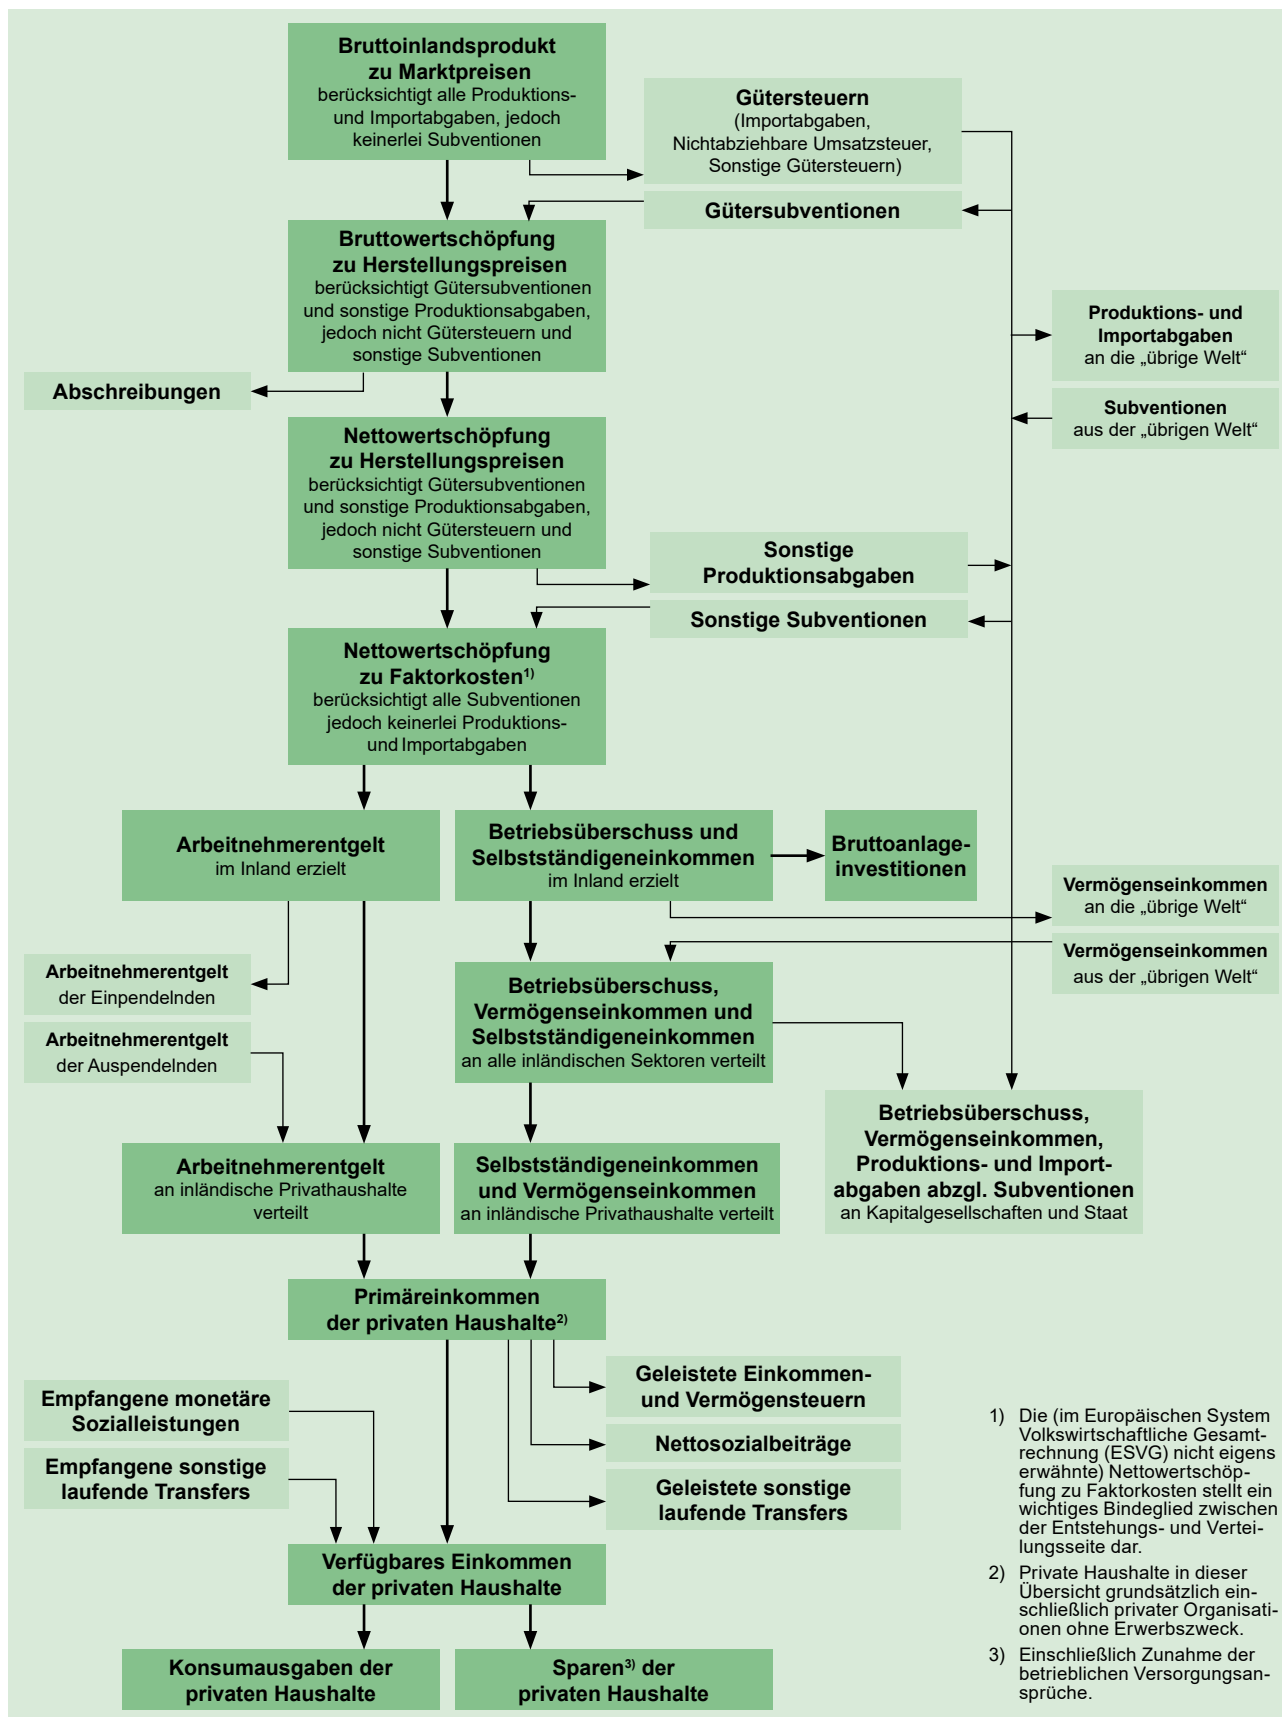 Bruttoinlandsprodukt
zu Marktpreisen
berücksichtigt alle Produktions-
und Importabgaben, jedoch
keinerlei Subventionen
Gütersteuern
(Importabgaben,
Nichtabziehbare Umsatzsteuer,
Sonstige Gütersteuern)
Gütersubventionen
Bruttowertschöpfung
zu Herstellungspreisen
berücksichtigt Gütersubventionen
und sonstige Produktionsabgaben,
jedoch nicht Gütersteuern und
sonstige Subventionen
Produktions- und
Importabgaben
an die „übrige Welt“
Abschreibungen
Subventionen
aus der „übrigen Welt“
Nettowertschöpfung
zu Herstellungspreisen
berücksichtigt Gütersubventionen
und sonstige Produktionsabgaben,
jedoch nicht Gütersteuern und
sonstige Subventionen
Sonstige
Produktionsabgaben
Sonstige Subventionen
Nettowertschöpfung
zu Faktorkosten1)
berücksichtigt alle Subventionen
jedoch keinerlei Produktions-
und Importabgaben
Arbeitnehmerentgelt
im Inland erzielt
Betriebsüberschuss und
Selbstständigeneinkommen
im Inland erzielt
Bruttoanlage-
investitionen
Vermögenseinkommen
an die „übrige Welt“
Vermögenseinkommen
aus der „übrigen Welt“
Arbeitnehmerentgelt
der Einpendelnden
Arbeitnehmerentgelt
der Auspendelnden
Betriebsüberschuss,
Vermögenseinkommen und
Selbstständigeneinkommen
an alle inländischen Sektoren verteilt
Betriebsüberschuss,
Vermögenseinkommen,
Produktions- und Import-
abgaben abzgl. Subventionen
an Kapitalgesellschaften und Staat
Arbeitnehmerentgelt
an inländische Privathaushalte
verteilt
Selbstständigeneinkommen
und Vermögenseinkommen
an inländische Privathaushalte verteilt
Primäreinkommen
der privaten Haushalte2)
Geleistete Einkommen-
und Vermögensteuern
Nettosozialbeiträge
Geleistete sonstige
laufende Transfers
Empfangene monetäre
Sozialleistungen
Empfangene sonstige
laufende Transfers
Verfügbares Einkommen
der privaten Haushalte
Konsumausgaben der
privaten Haushalte
Sparen3) der
privaten Haushalte
1) Die (im Europäischen System
Volkswirtschaftliche Gesamt-
rechnung (ESVG) nicht eigens
erwähnte) Nettowertschöp-
fung zu Faktorkosten stellt ein
wichtiges Bindeglied zwischen
der Entstehungs- und Vertei-
lungsseite dar.
2) Private Haushalte in dieser
Übersicht grundsätzlich ein-
schließlich privater Organisati-
onen ohne Erwerbszweck.
3) Einschließlich Zunahme der
betrieblichen Versorgungsan-
sprüche.